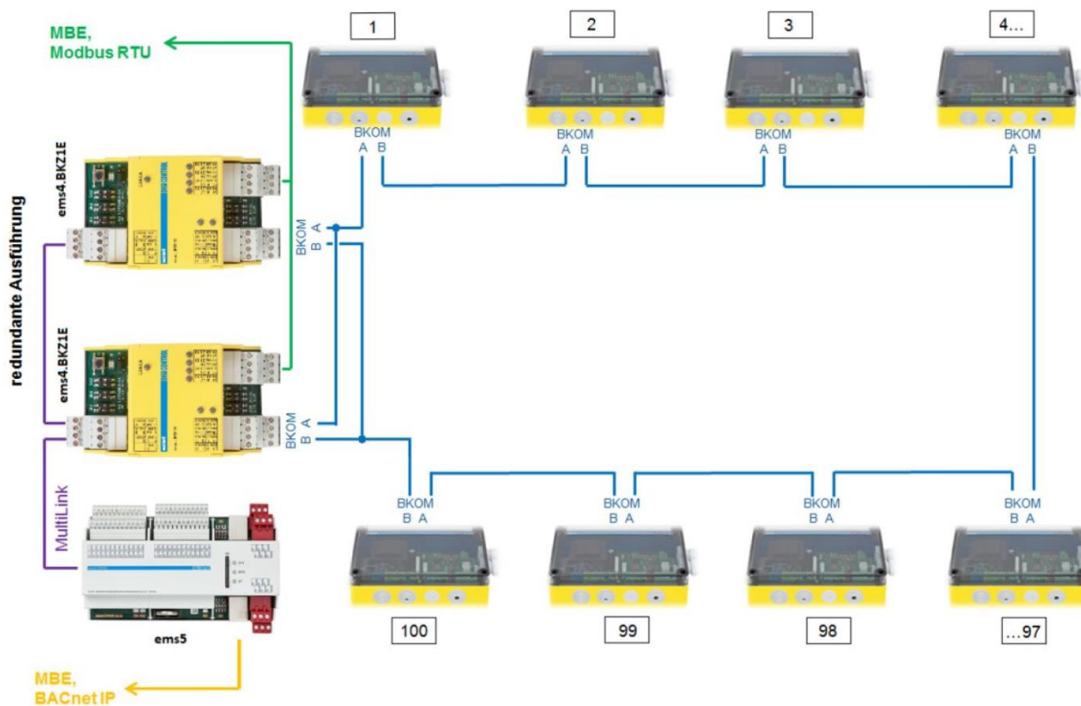 MBE,
Modbus RTU
1
2
3
4...
BKOM
A B
BKOM
A B
BKOM
A B
BKOM
A B
redundante Ausführung
ems4.BKZ1E
BKOM
A
B
ems4.BKZ1E
BKOM
A
B
MultiLink
ems5
MBE,
BACnet IP
BKOM
B A
BKOM
B A
BKOM
B A
BKOM
B A
100
99
98
...97